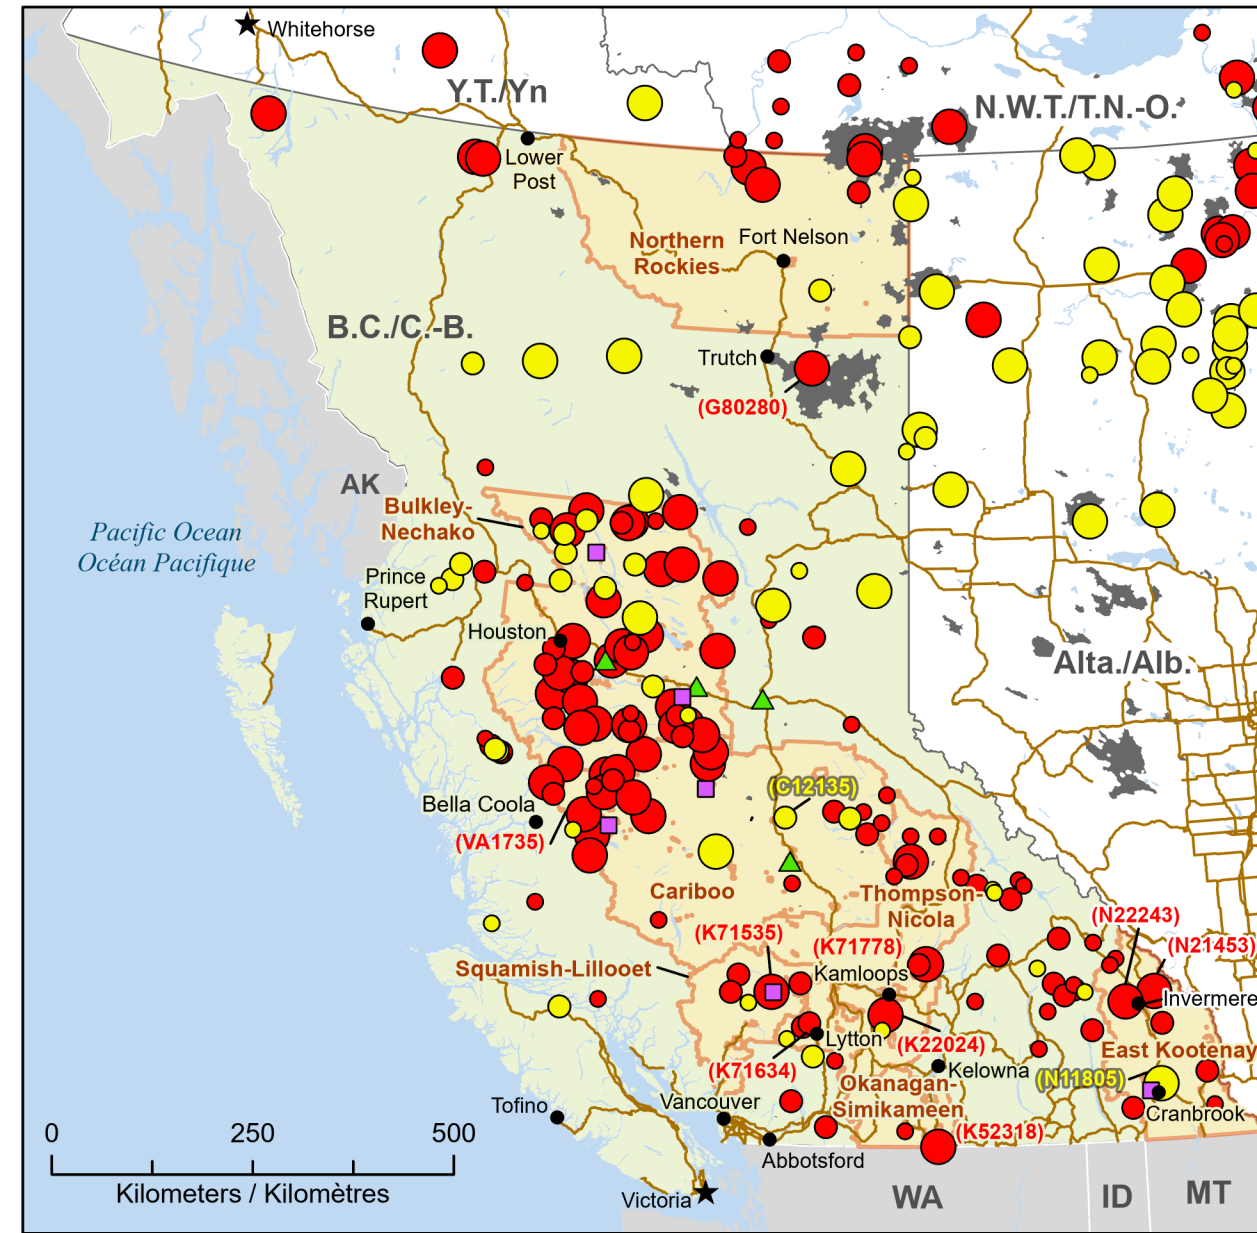 Whitehorse
Y.T./Yn
N.W.T./T.N.-O.
Lower
Post
Northern
Rockies
Fort Nelson
B.C./C.-B.
Trutch
(G80280)
AK
Bulkley-
Nechako
Pacific Ocean
Océan Pacifique
Prince
Rupert
Houston
Alta./Alb.
(C12135)
Bella Coola
(VA1735)
Cariboo
Thompson-
Nicola
(N22243)
(K71535)
(K71778)
(N21453)
Squamish-Lillooet
Kamloops
Invermere
Lytton
(K22024)
East Kootenay
(K71634)
Kelowna
(N11805)
Okanagan-
Simikameen
Tofino
Vancouver
Cranbrook
(K52318)
0 250 500
Abbotsford
Kilometers / Kilomètres
Victoria
WA
ID
MT